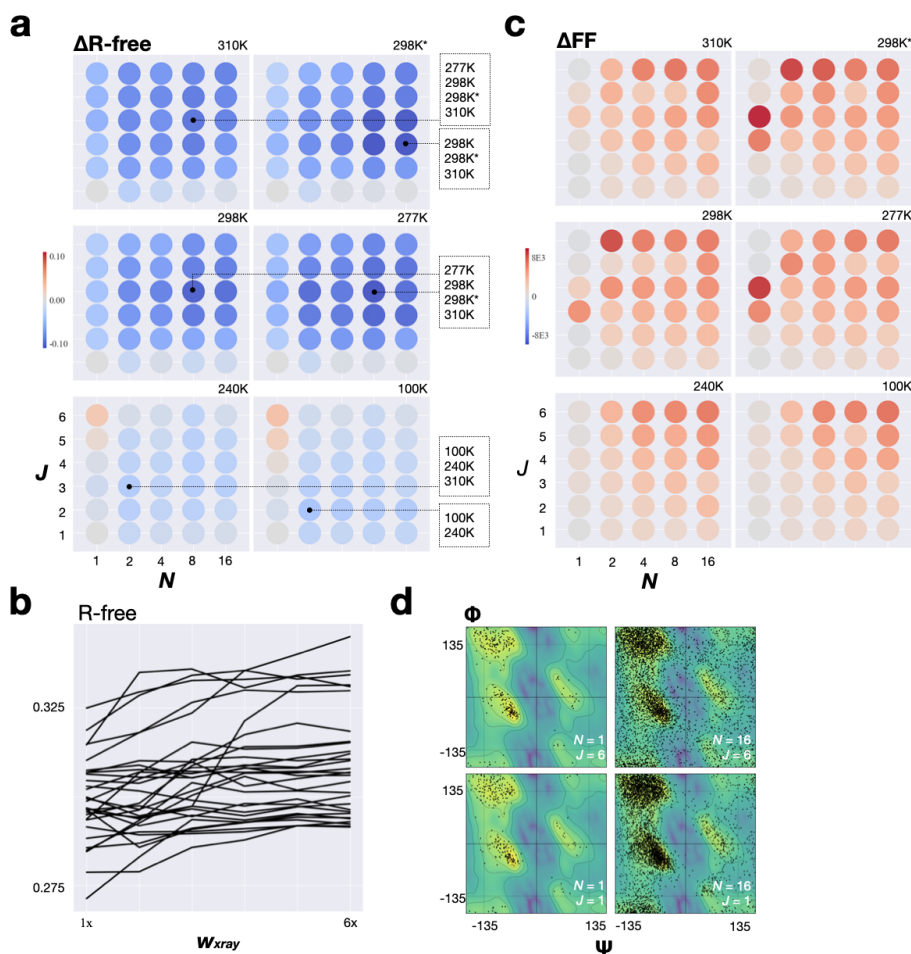 a
ΔR-free
310K
298K*
277K
298K
298K*
310K
298K
298K*
310K
298K
277K
0.10
0.00
-0.10
277K
298K
298K*
310K
240K
100K
6
5
4
3
2
1
J
100K
240K
310K
100K
240K
1
2
4
8
16
N
c
ΔFF
310K
298K*
298K
277K
8E3
0
-8E3
240K
100K
6
5
4
3
2
1
J
1
2
4
8
16
N
b
R-free
0.325
0.275
1x
6x
wxray
d
Φ
135
-135
N = 1
J = 6
N = 16
J = 6
135
-135
N = 1
J = 1
N = 16
J = 1
-135
135
-135
135
Ψ